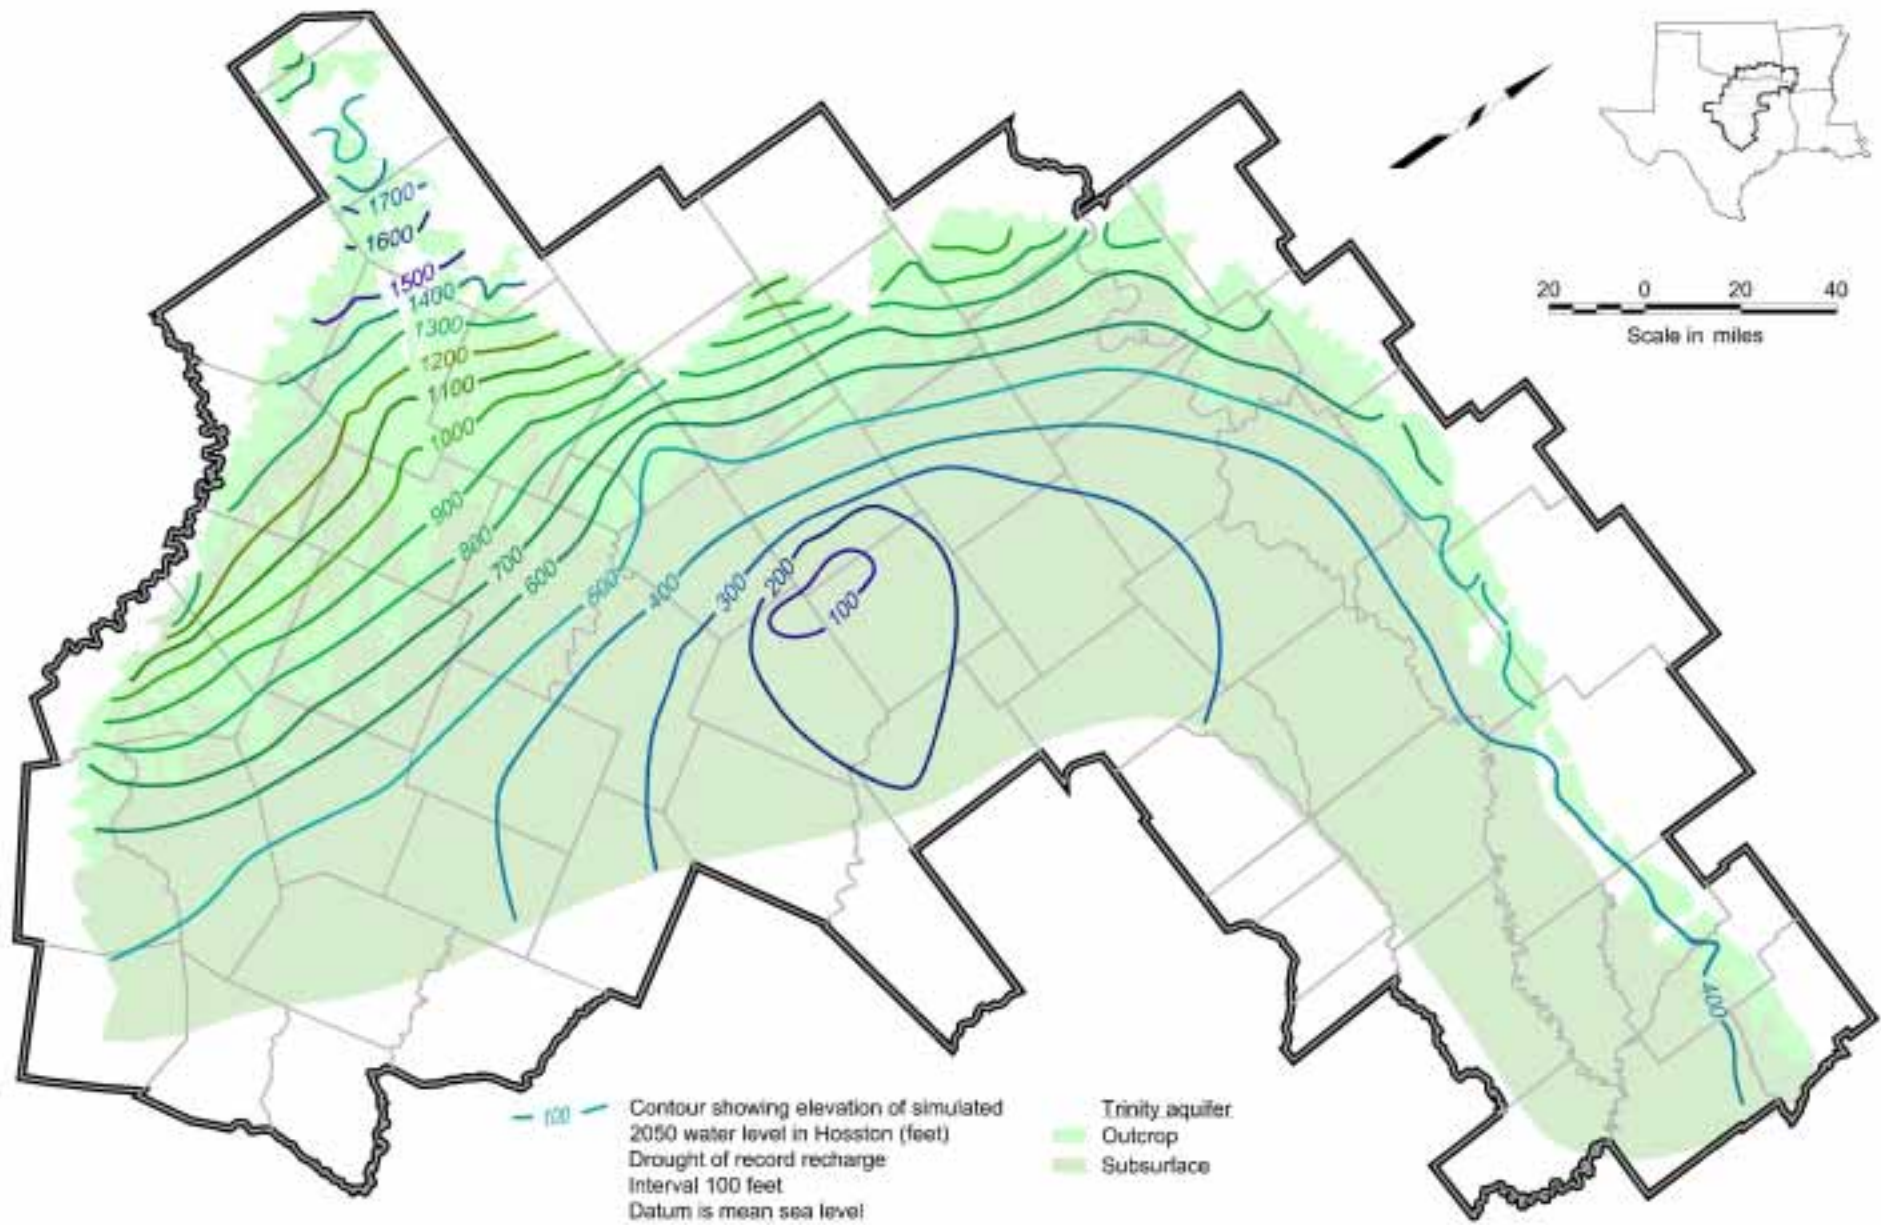 1700
1600
1500
1400
1300
1200
1100
1000
900
800
700
600
500
400
300
200
100
400
20 0 20 40
Scale in miles
100
Contour showing elevation of simulated
2050 water level in Hosston (feet)
Drought of record recharge
Interval 100 feet
Datum is mean sea level
Trinity aquifer
Outcrop
Subsurface